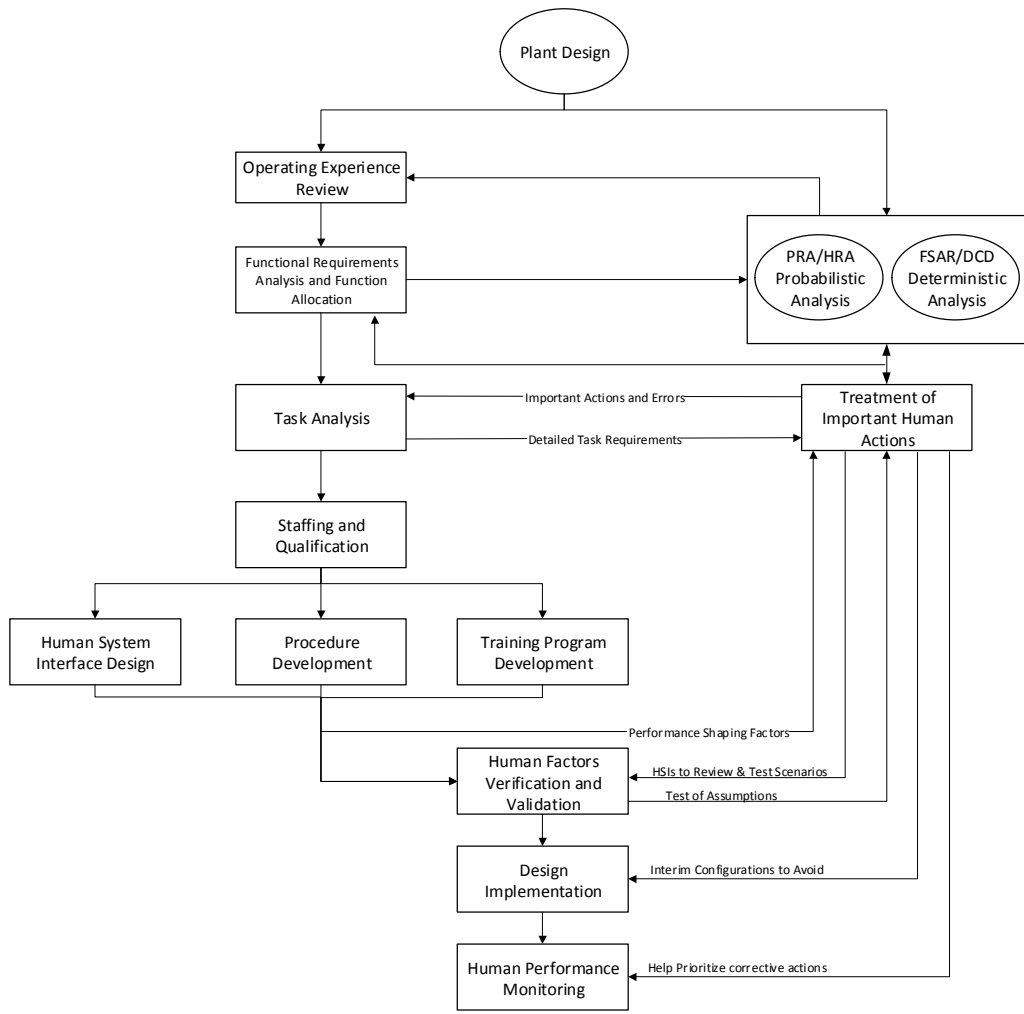 Plant Design
Operating Experience
Review
PRA/HRA
Probabilistic
Analysis
FSAR/DCD
Deterministic
Analysis
Functional Requirements
Analysis and Function
Allocation
Task Analysis
Important Actions and Errors
Detailed Task Requirements
Treatment of
Important Human
Actions
Staffing and
Qualification
Human System
Interface Design
Procedure
Development
Training Program
Development
Performance Shaping Factors
Human Factors
Verification and
Validation
HSIs to Review & Test Scenarios
Test of Assumptions
Design
Implementation
Interim Configurations to Avoid
Human Performance
Monitoring
Help Prioritize corrective actions